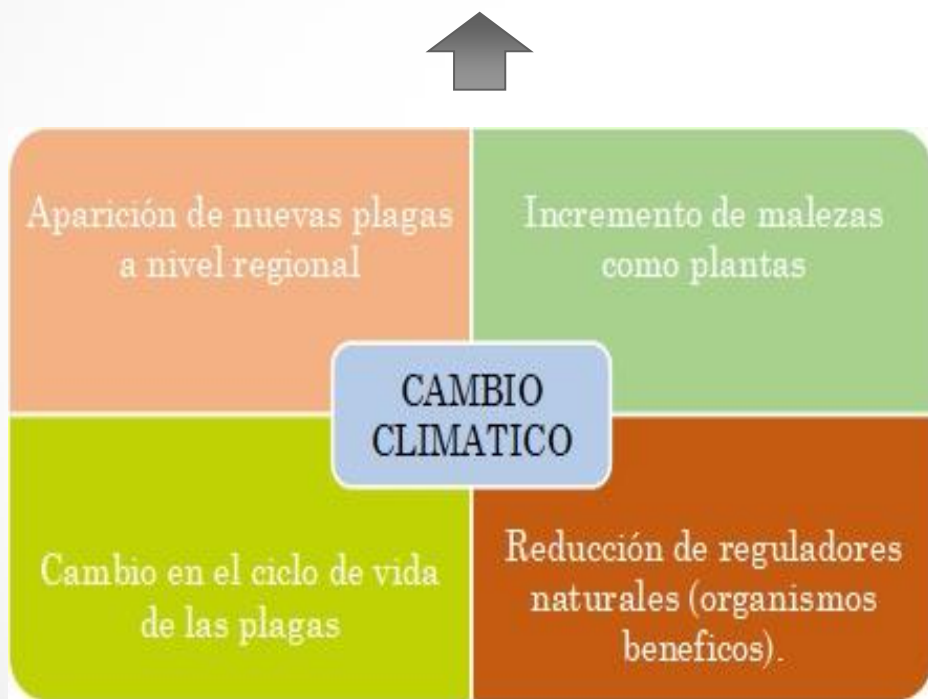 Aparición de nuevas plagas
a nivel regional
Incremento de malezas
como plantas
CAMBIO
CLIMATICO
Cambio en el ciclo de vida
de las plagas
Reducción de reguladores
naturales (organismos
beneficos).